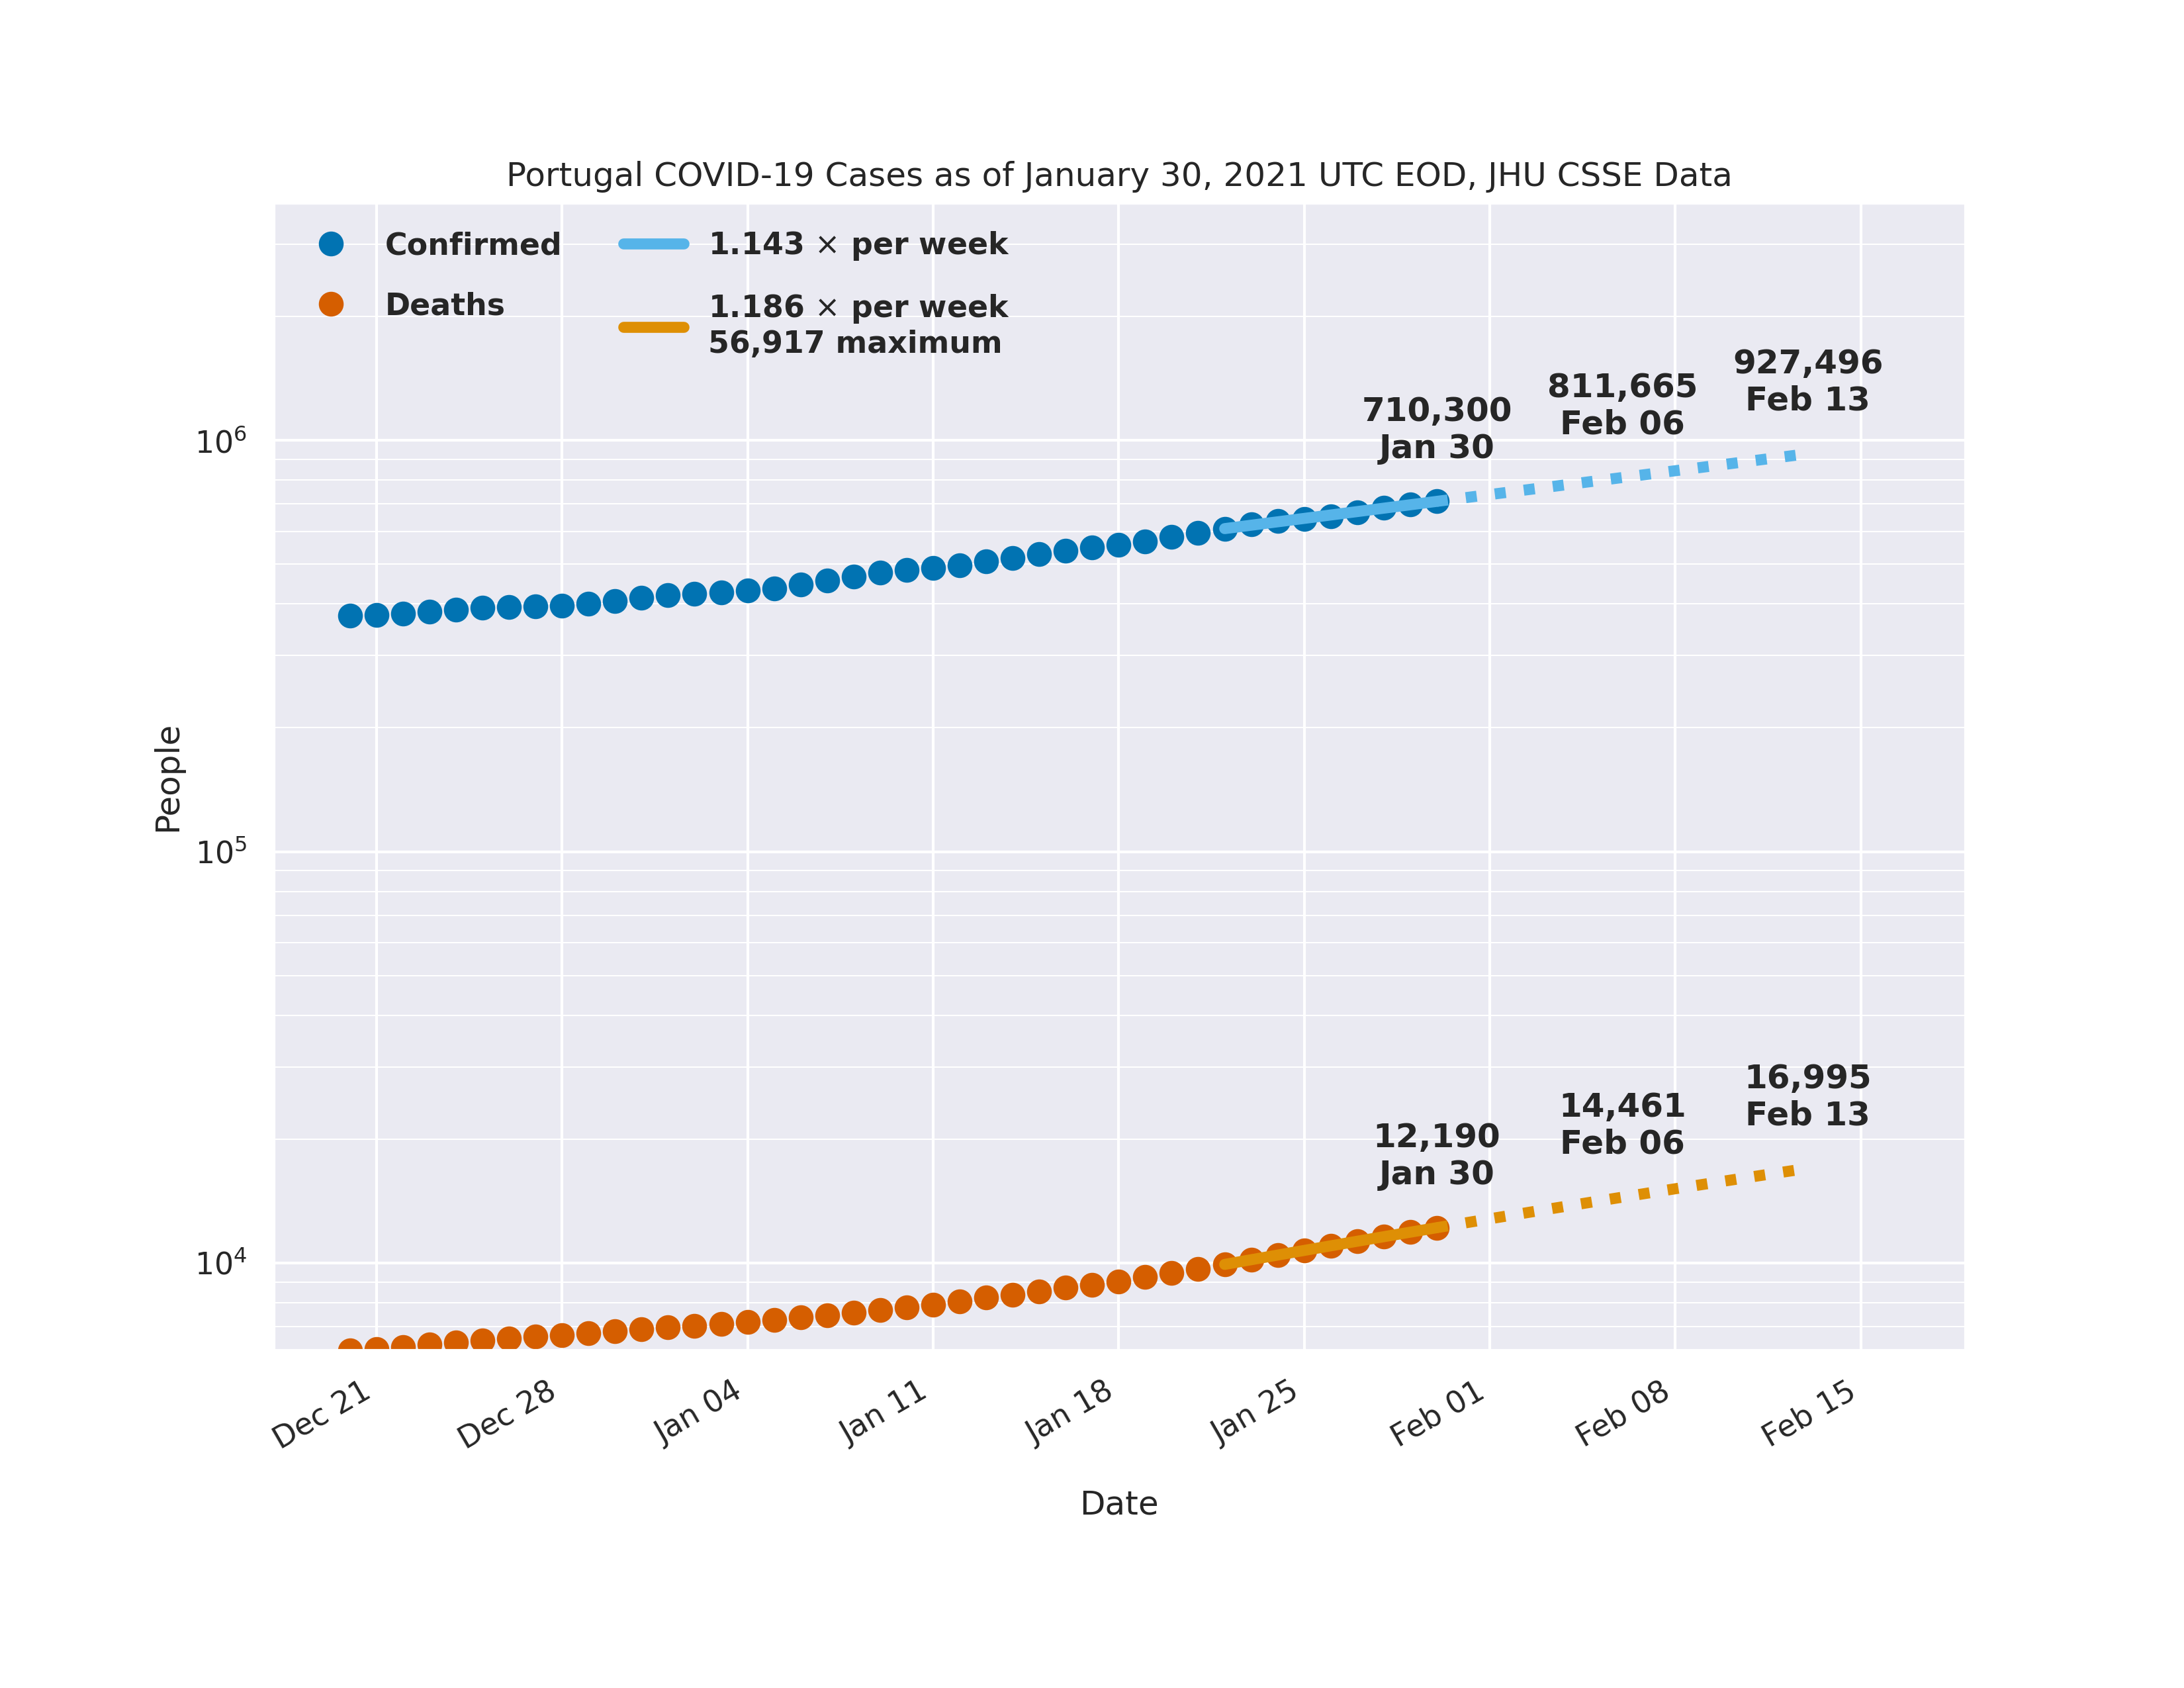 Portugal COVID-19 Cases as of January 30, 2021 UTC EOD, JHU CSSE Data
Confirmed
Deaths
1.143 × per week
1.186 × per week
56,917 maximum
710,300
Jan 30
811,665
Feb 06
927,496
Feb 13
12,190
Jan 30
14,461
Feb 06
16,995
Feb 13
People
10⁶
10⁵
10⁴
Dec 21
Dec 28
Jan 04
Jan 11
Jan 18
Jan 25
Feb 01
Feb 08
Feb 15
Date